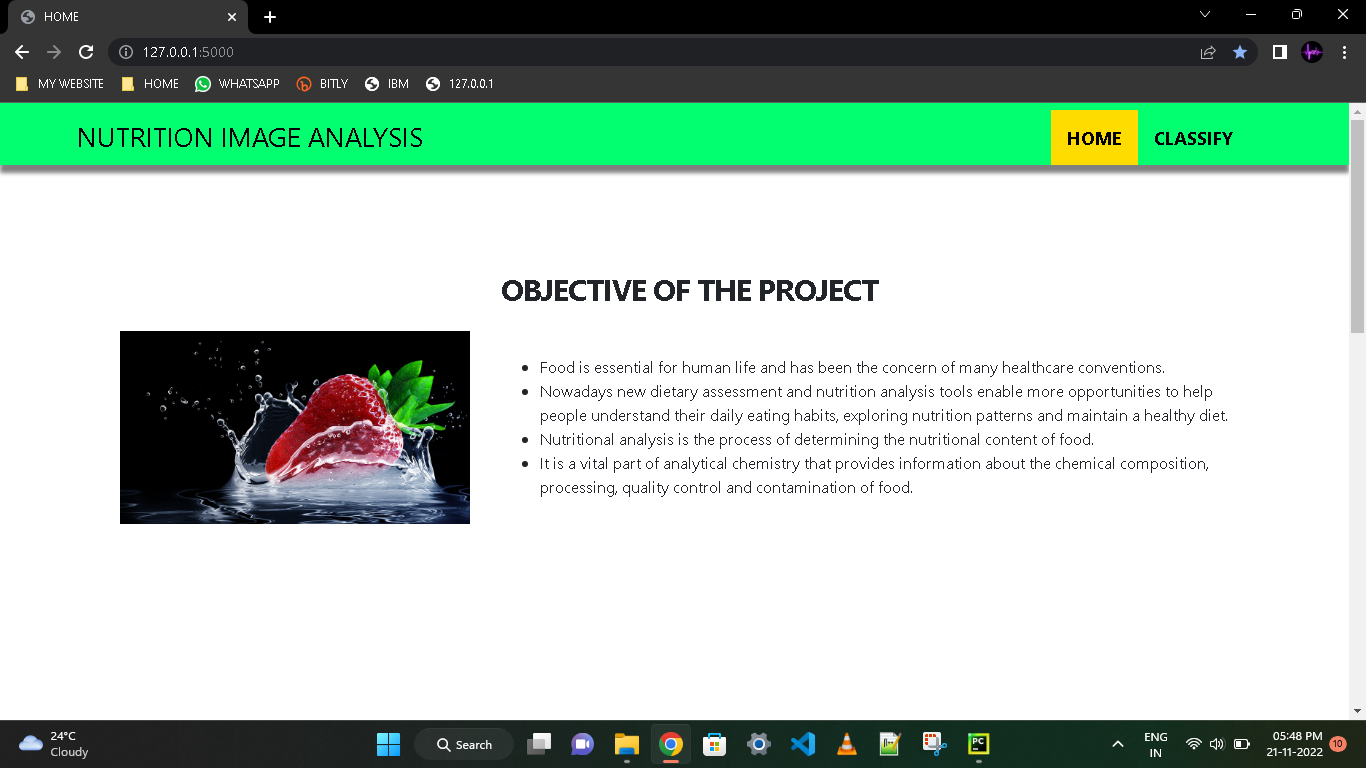 HOME
127.0.0.1:5000
MY WEBSITE HOME WHATSAPP BITLY IBM 127.0.0.1
NUTRITION IMAGE ANALYSIS HOME CLASSIFY
OBJECTIVE OF THE PROJECT
Food is essential for human life and has been the concern of many healthcare conventions.
Nowadays new dietary assessment and nutrition analysis tools enable more opportunities to help
people understand their daily eating habits, exploring nutrition patterns and maintain a healthy diet.
Nutritional analysis is the process of determining the nutritional content of food.
It is a vital part of analytical chemistry that provides information about the chemical composition,
processing, quality control and contamination of food.
24°C
Cloudy
Search
PC
ENG
IN
05:48 PM
21-11-2022
10